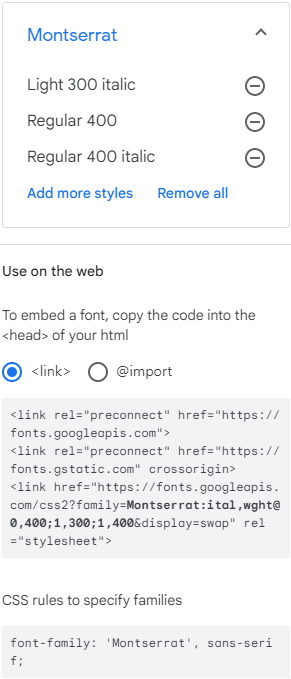 Montserrat
Light 300 italic
Regular 400
Regular 400 italic
Add more styles Remove all
Use on the web
To embed a font, copy the code into the
<head> of your html
<link> @import
<link rel="preconnect" href="https://
fonts.googleapis.com">
<link rel="preconnect" href="https://
fonts.gstatic.com" crossorigin>
<link href="https://fonts.googleapis.
com/css2?family=Montserrat:ital,wght@
0,400;1,300;1,400&display=swap" rel
="stylesheet">
CSS rules to specify families
font-family: 'Montserrat', sans-seri
f;